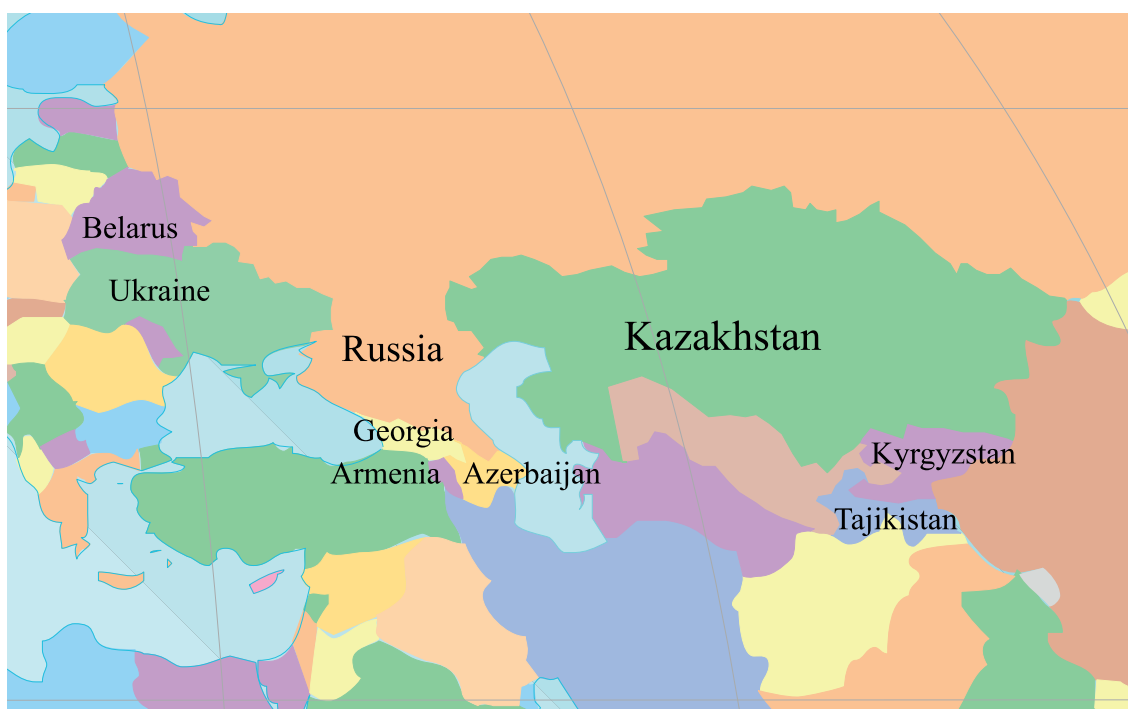 Belarus
Ukraine
Russia
Kazakhstan
Georgia
Kyrgyzstan
Armenia
Azerbaijan
Tajikistan